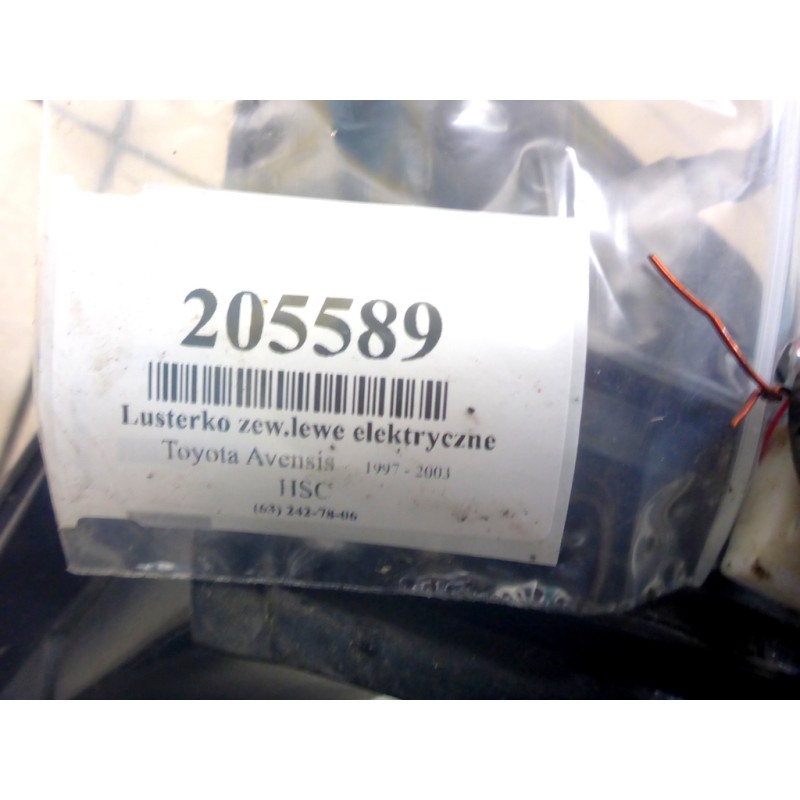 205589
Lusterko zew.lewe elektryczne
Toyota Avensis 1997 - 2003
HSC
(63) 242-78-06